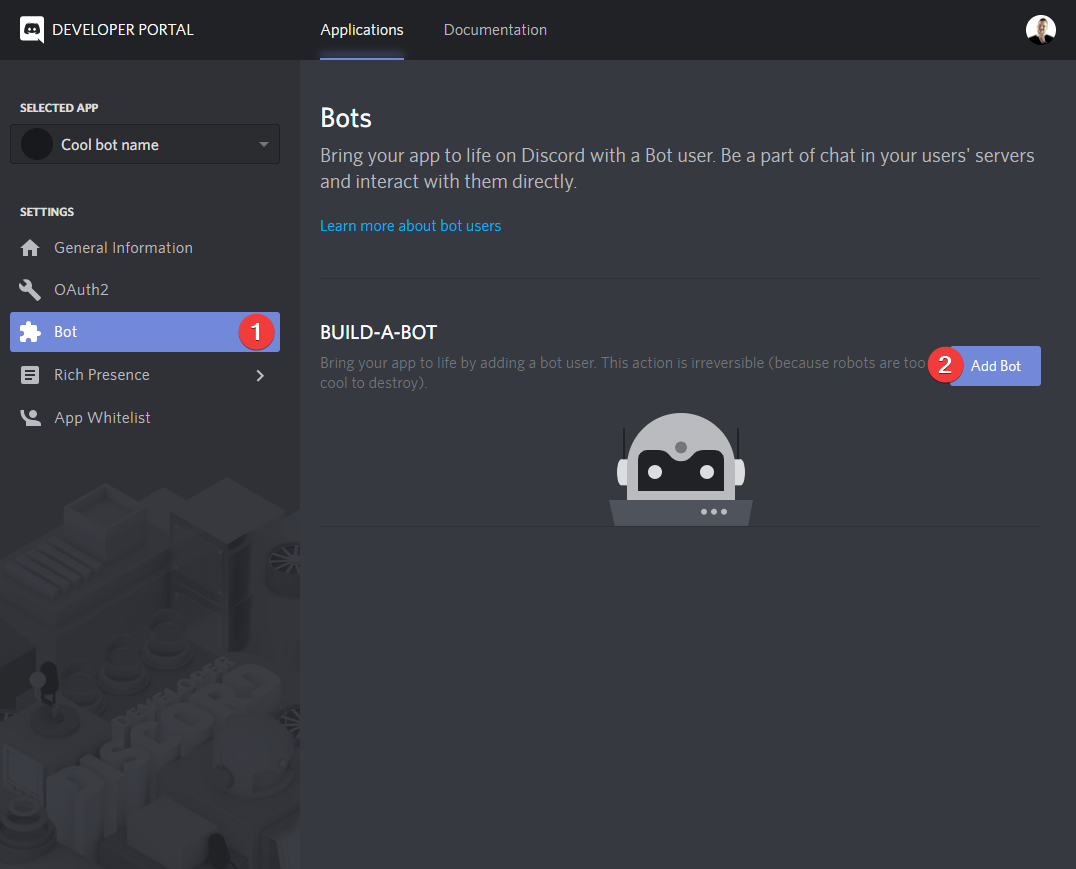 DEVELOPER PORTAL
Applications
Documentation
SELECTED APP
Cool bot name
SETTINGS
General Information
OAuth2
Bot
1
Rich Presence
App Whitelist
Bots
Bring your app to life on Discord with a Bot user. Be a part of chat in your users' servers
and interact with them directly.
Learn more about bot users
BUILD-A-BOT
Bring your app to life by adding a bot user. This action is irreversible (because robots are too
cool to destroy).
2
Add Bot
DEVELOPERS
DISCORD